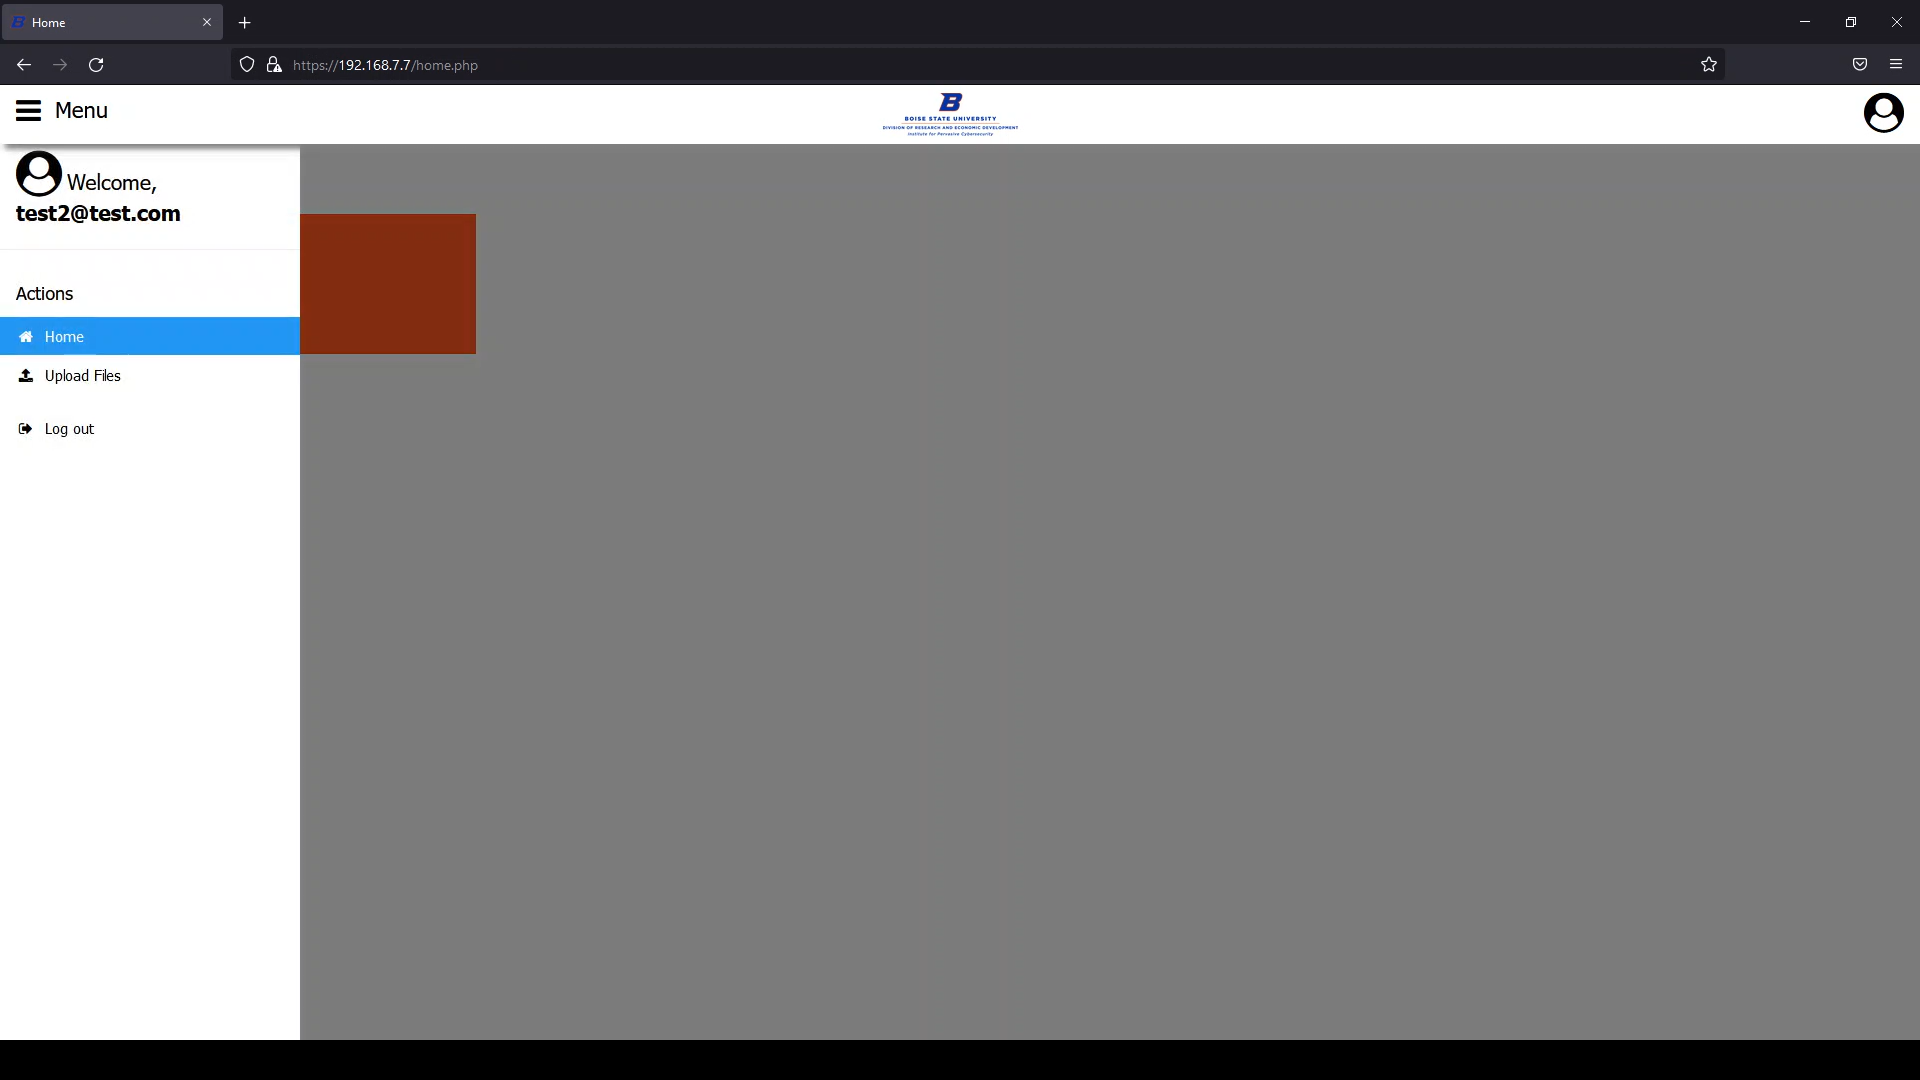 Home
https://192.168.7.7/home.php
Menu
B
BOISE STATE UNIVERSITY
DIVISION OF RESEARCH AND ECONOMIC DEVELOPMENT
Institute for Pervasive Cybersecurity
Welcome,
test2@test.com
Actions
Home
Upload Files
Log out